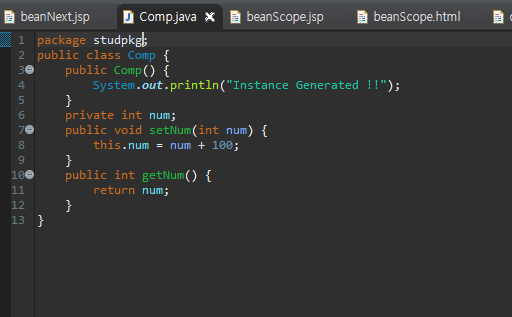 beanNext.jsp Comp.java beanScope.jsp beanScope.html
1 package studpkg;
2 public class Comp {
3 public Comp() {
4 System.out.println("Instance Generated !!");
5 }
6 private int num;
7 public void setNum(int num) {
8 this.num = num + 100;
9 }
10 public int getNum() {
11 return num;
12 }
13 }